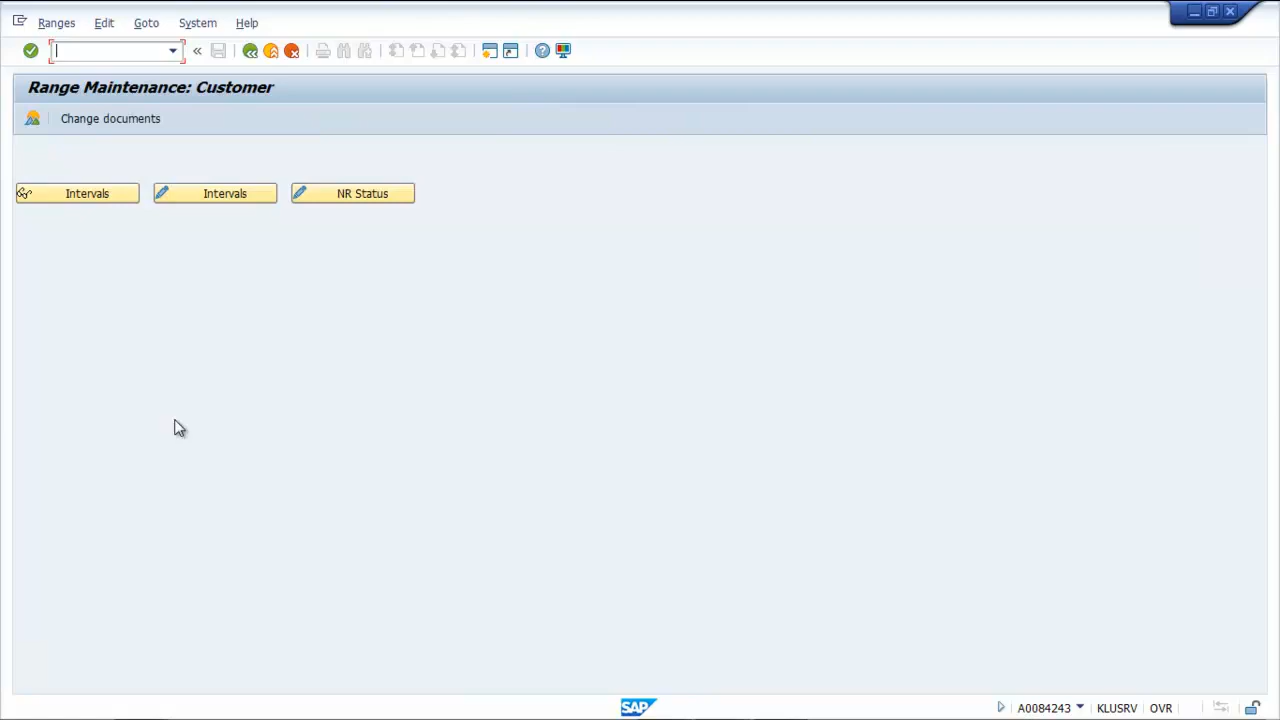 Ranges Edit Goto System Help
Range Maintenance: Customer
Change documents
Intervals Intervals NR Status
SAP A0084243 KLUSRV OVR